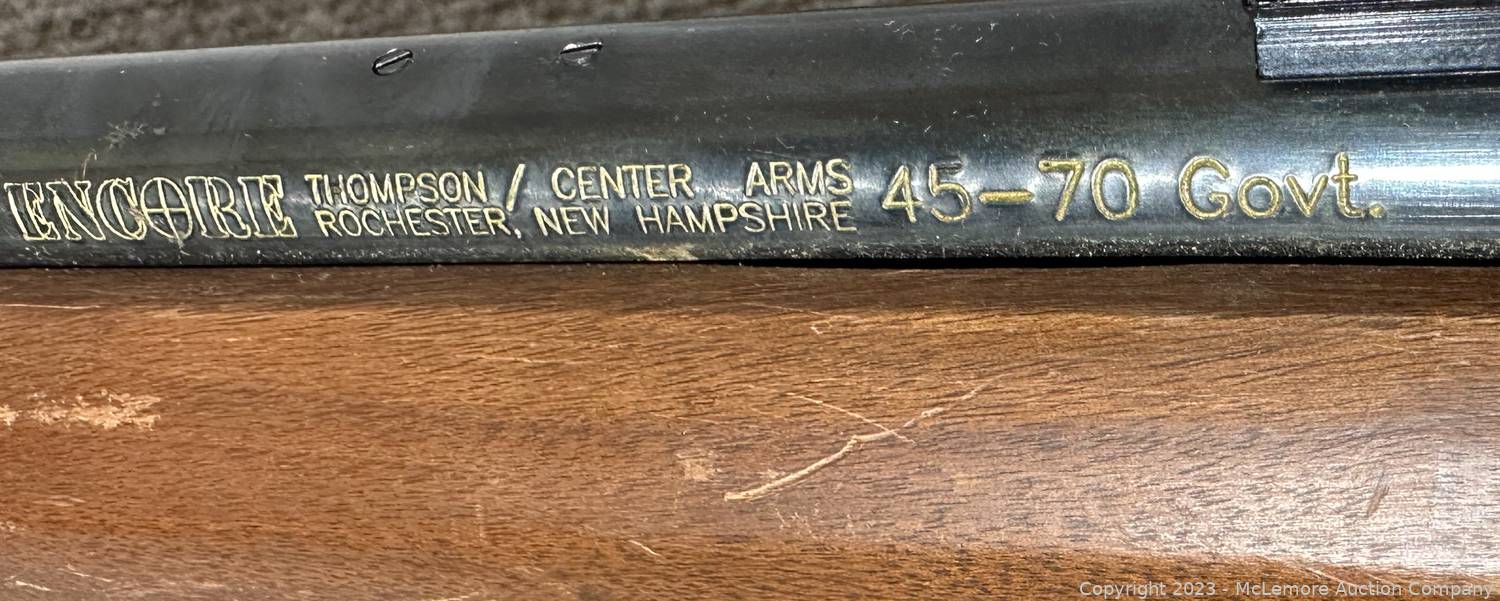 ENCORE THOMPSON / CENTER ARMS 45-70 Govt.
ROCHESTER, NEW HAMPSHIRE
Copyright 2023 - McLemore Auction Company